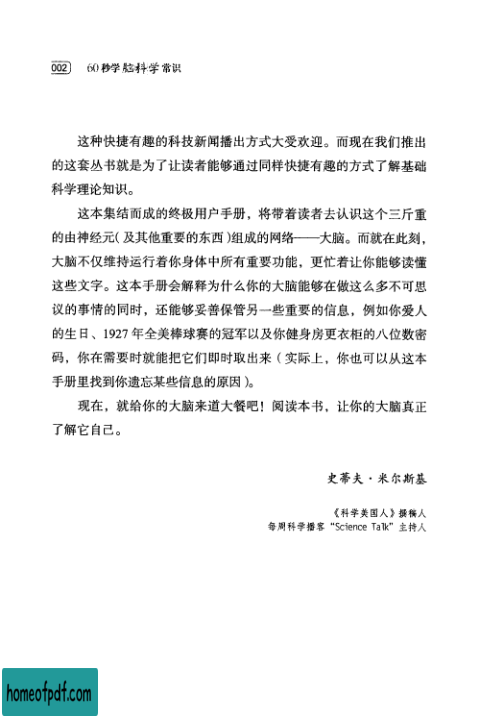 002 60秒学脑科学常识
这种快捷有趣的科技新闻播出方式大受欢迎。而现在我们推出
的这套丛书就是为了让读者能够通过同样快捷有趣的方式了解基础
科学理论知识。
这本集结而成的终极用户手册，将带着读者去认识这个三斤重
的由神经元(及其他重要的东西)组成的网络——大脑。而就在此刻，
大脑不仅维持运行着你身体中所有重要功能，更忙着让你能够读懂
这些文字。这本手册会解释为什么你的大脑能够在做这么多不可思
议的事情的同时，还能够妥善保管另一些重要的信息，例如你爱人
的生日、1927年全美棒球赛的冠军以及你健身房更衣柜的八位数密
码，你在需要时就能把它们即时取出来（实际上，你也可以从这本
手册里找到你遗忘某些信息的原因）。
现在，就给你的大脑来道大餐吧！阅读本书，让你的大脑真正
了解它自己。
史蒂夫·米尔斯基
《科学美国人》撰稿人
每周科学播客“Science Talk”主持人
homeofpdf.com